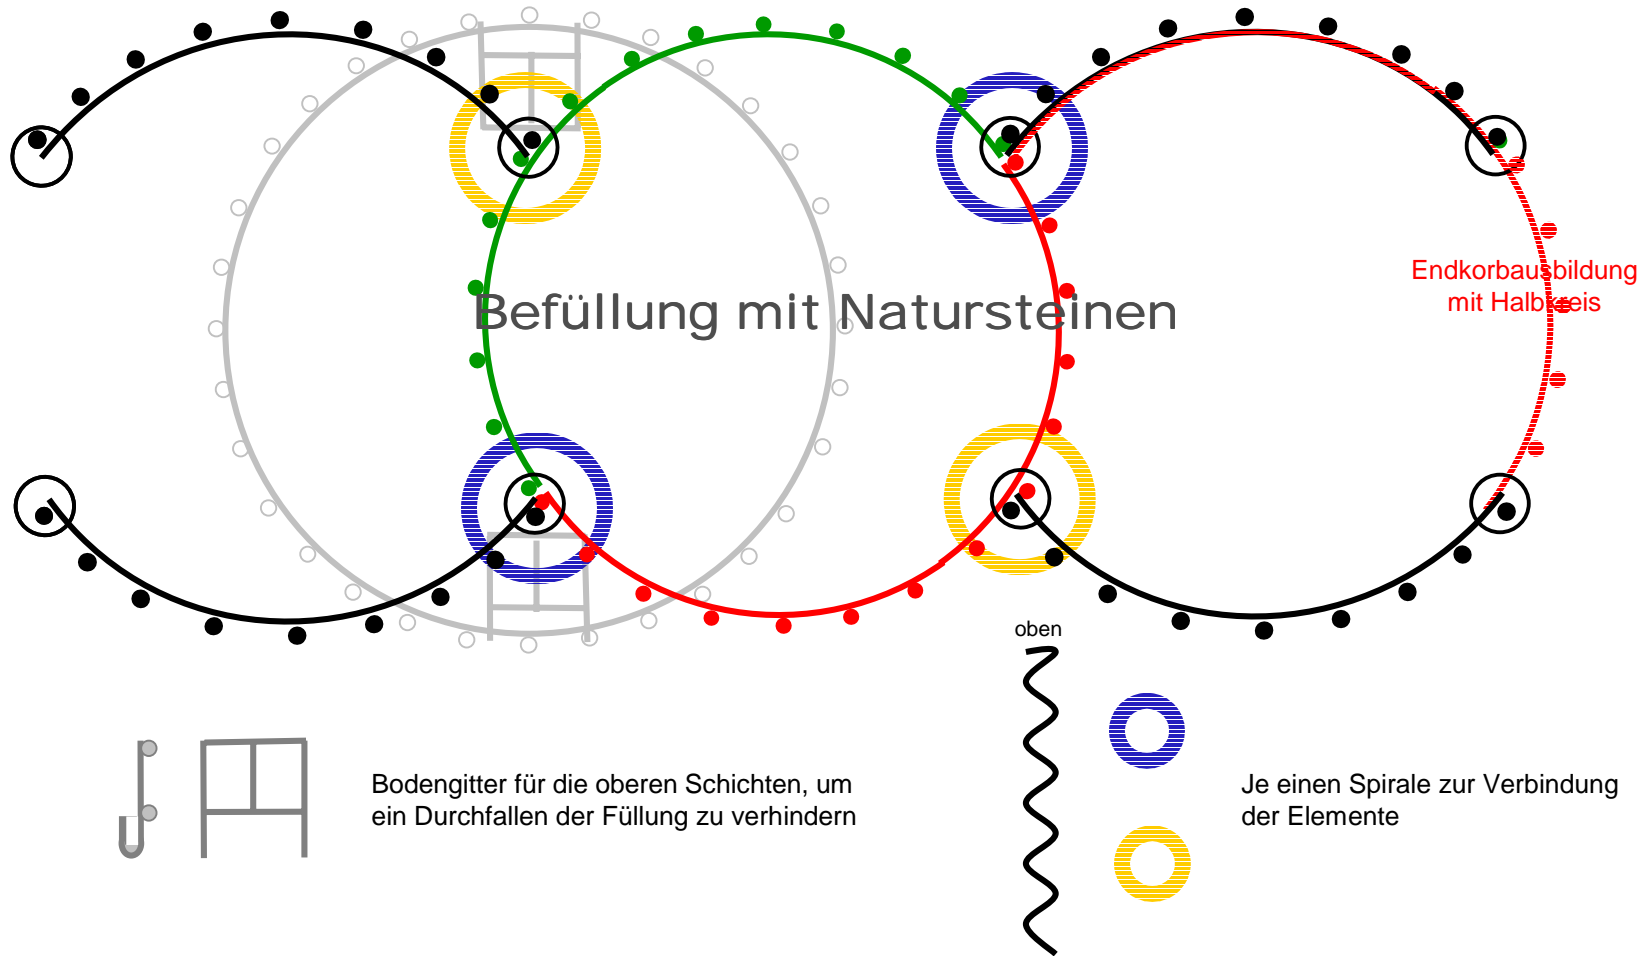 Endkorbausbildung
mit Halbkreis
Befüllung mit Natursteinen
oben
Bodengitter für die oberen Schichten, um
ein Durchfallen der Füllung zu verhindern
Je einen Spirale zur Verbindung
der Elemente